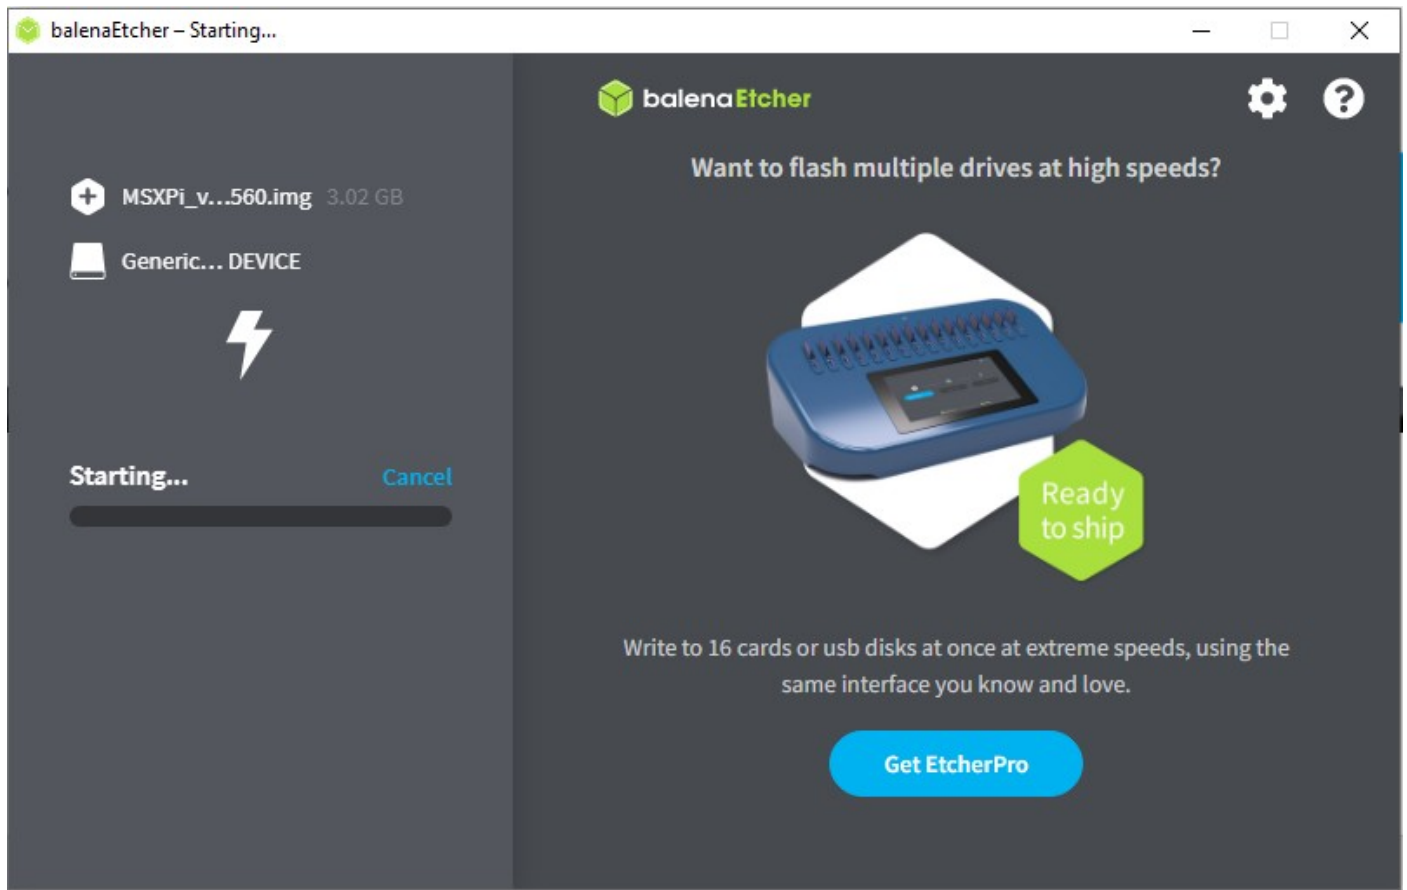 balenaEtcher – Starting...
balenaEtcher
Want to flash multiple drives at high speeds?
MSXPi_v...560.img 3.02 GB
Generic... DEVICE
Starting... Cancel
Ready
to ship
Write to 16 cards or usb disks at once at extreme speeds, using the
same interface you know and love.
Get EtcherPro